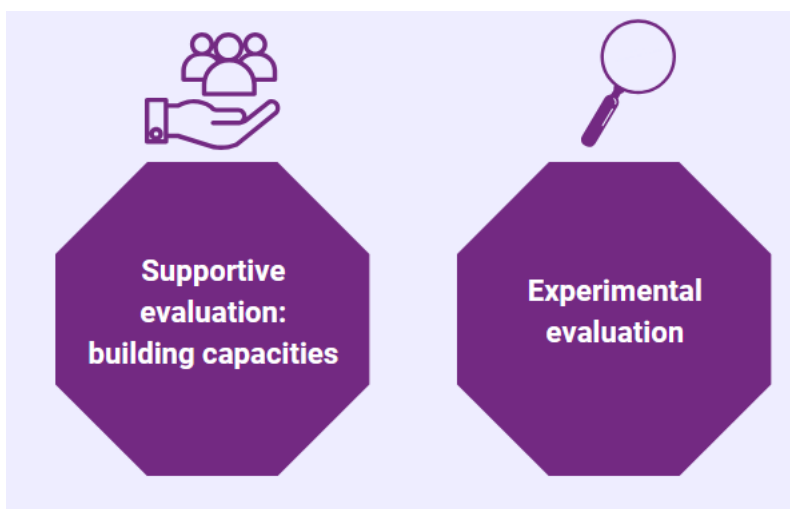 Supportive
evaluation:
building capacities
Experimental
evaluation